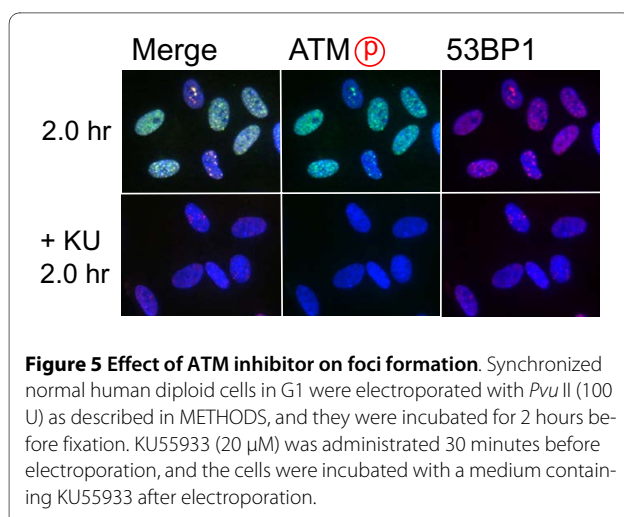 Merge ATM p 53BP1
2.0 hr
+ KU
2.0 hr
Figure 5 Effect of ATM inhibitor on foci formation. Synchronized
normal human diploid cells in G1 were electroporated with Pvu II (100
U) as described in METHODS, and they were incubated for 2 hours be-
fore fixation. KU55933 (20 μM) was administrated 30 minutes before
electroporation, and the cells were incubated with a medium contain-
ing KU55933 after electroporation.